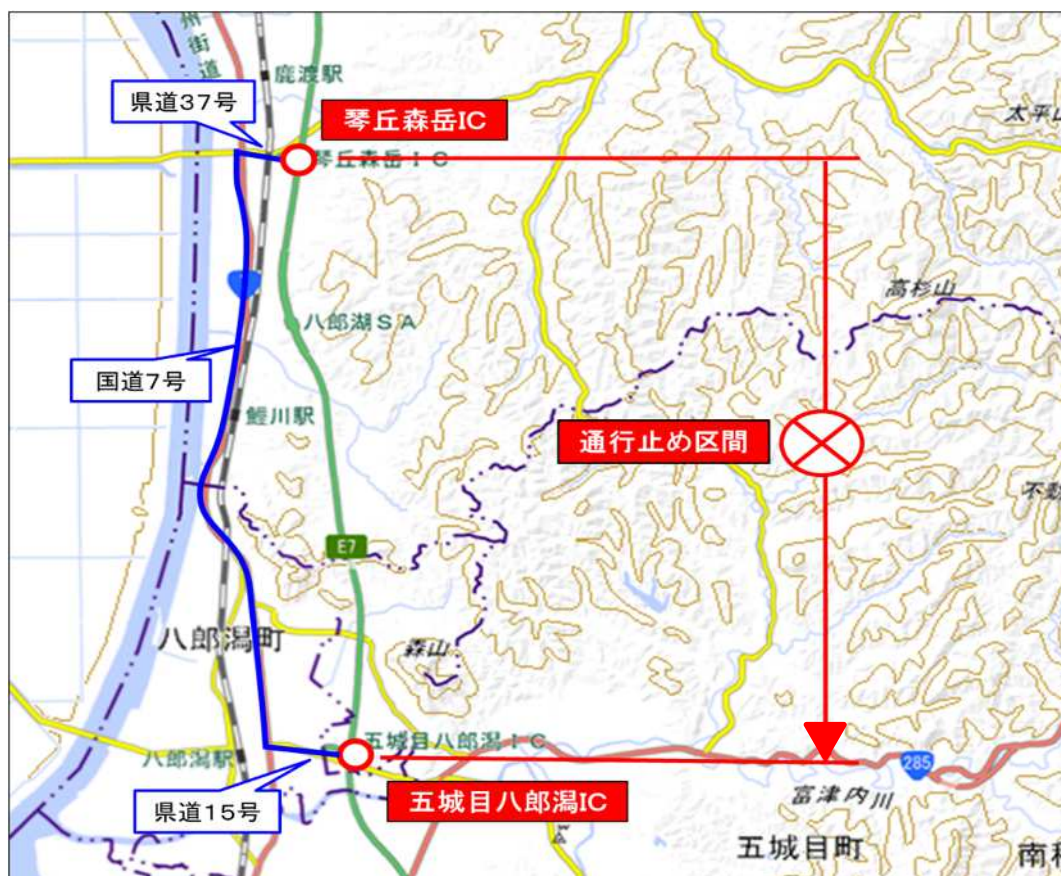 州街道
鹿渡駅
県道37号
琴丘森岳IC
琴丘森岳ＩＣ
太平山
高杉山
八郎湖ＳＡ
国道7号
鯉川駅
通行止め区間
E7
八郎潟町
森山
五城目八郎潟ＩＣ
八郎潟駅
285
県道15号
五城目八郎潟IC
富津内川
五城目町